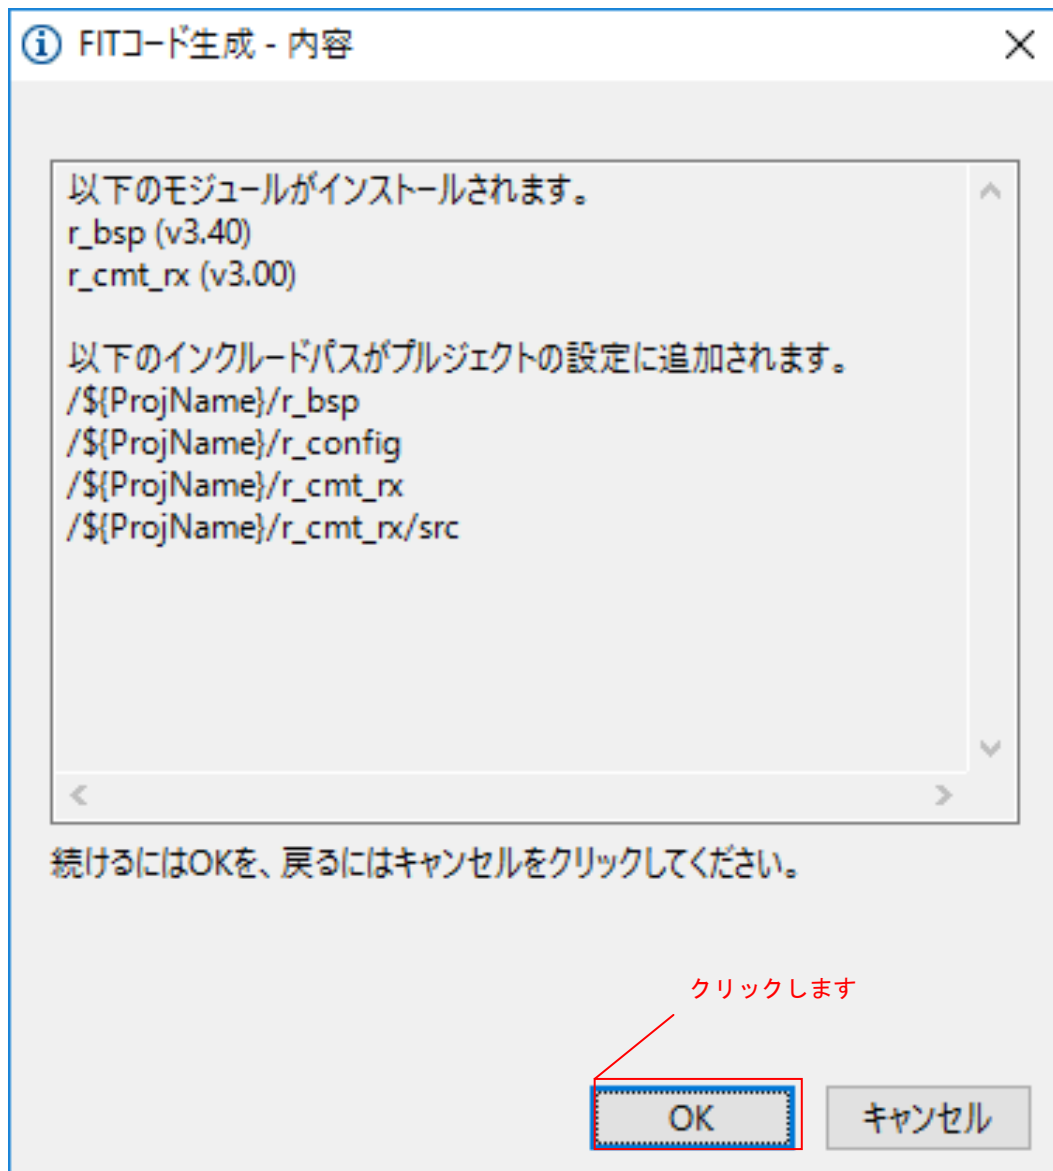 FITコード生成 - 内容
以下のモジュールがインストールされます。
r_bsp (v3.40)
r_cmt_rx (v3.00)
以下のインクルードパスがプルジェクトの設定に追加されます。
/${ProjName}/r_bsp
/${ProjName}/r_config
/${ProjName}/r_cmt_rx
/${ProjName}/r_cmt_rx/src
続けるにはOKを、戻るにはキャンセルをクリックしてください。
クリックします
OK
キャンセル